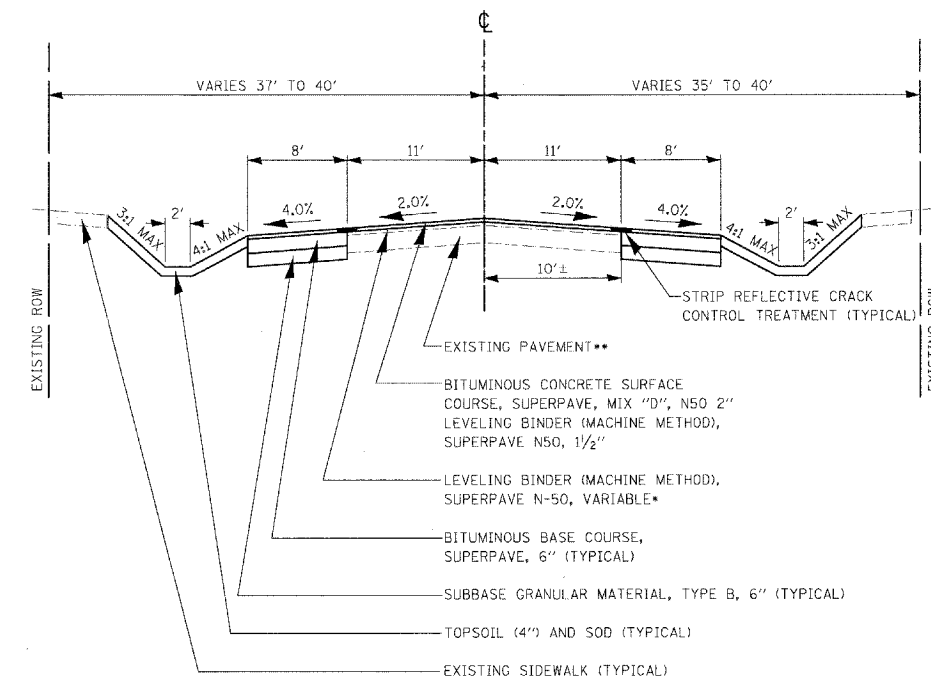 ℄
VARIES 37' TO 40'
VARIES 35' TO 40'
8'
11'
11'
8'
3:1 MAX
2'
4:1 MAX
4.0%
2.0%
2.0%
4.0%
4:1 MAX
2'
3:1 MAX
10'±
EXISTING ROW
EXISTING ROW
STRIP REFLECTIVE CRACK
CONTROL TREATMENT (TYPICAL)
EXISTING PAVEMENT**
BITUMINOUS CONCRETE SURFACE
COURSE, SUPERPAVE, MIX "D", N50 2"
LEVELING BINDER (MACHINE METHOD),
SUPERPAVE N50, 1½"
LEVELING BINDER (MACHINE METHOD),
SUPERPAVE N-50, VARIABLE*
BITUMINOUS BASE COURSE,
SUPERPAVE, 6" (TYPICAL)
SUBBASE GRANULAR MATERIAL, TYPE B, 6" (TYPICAL)
TOPSOIL (4") AND SOD (TYPICAL)
EXISTING SIDEWALK (TYPICAL)